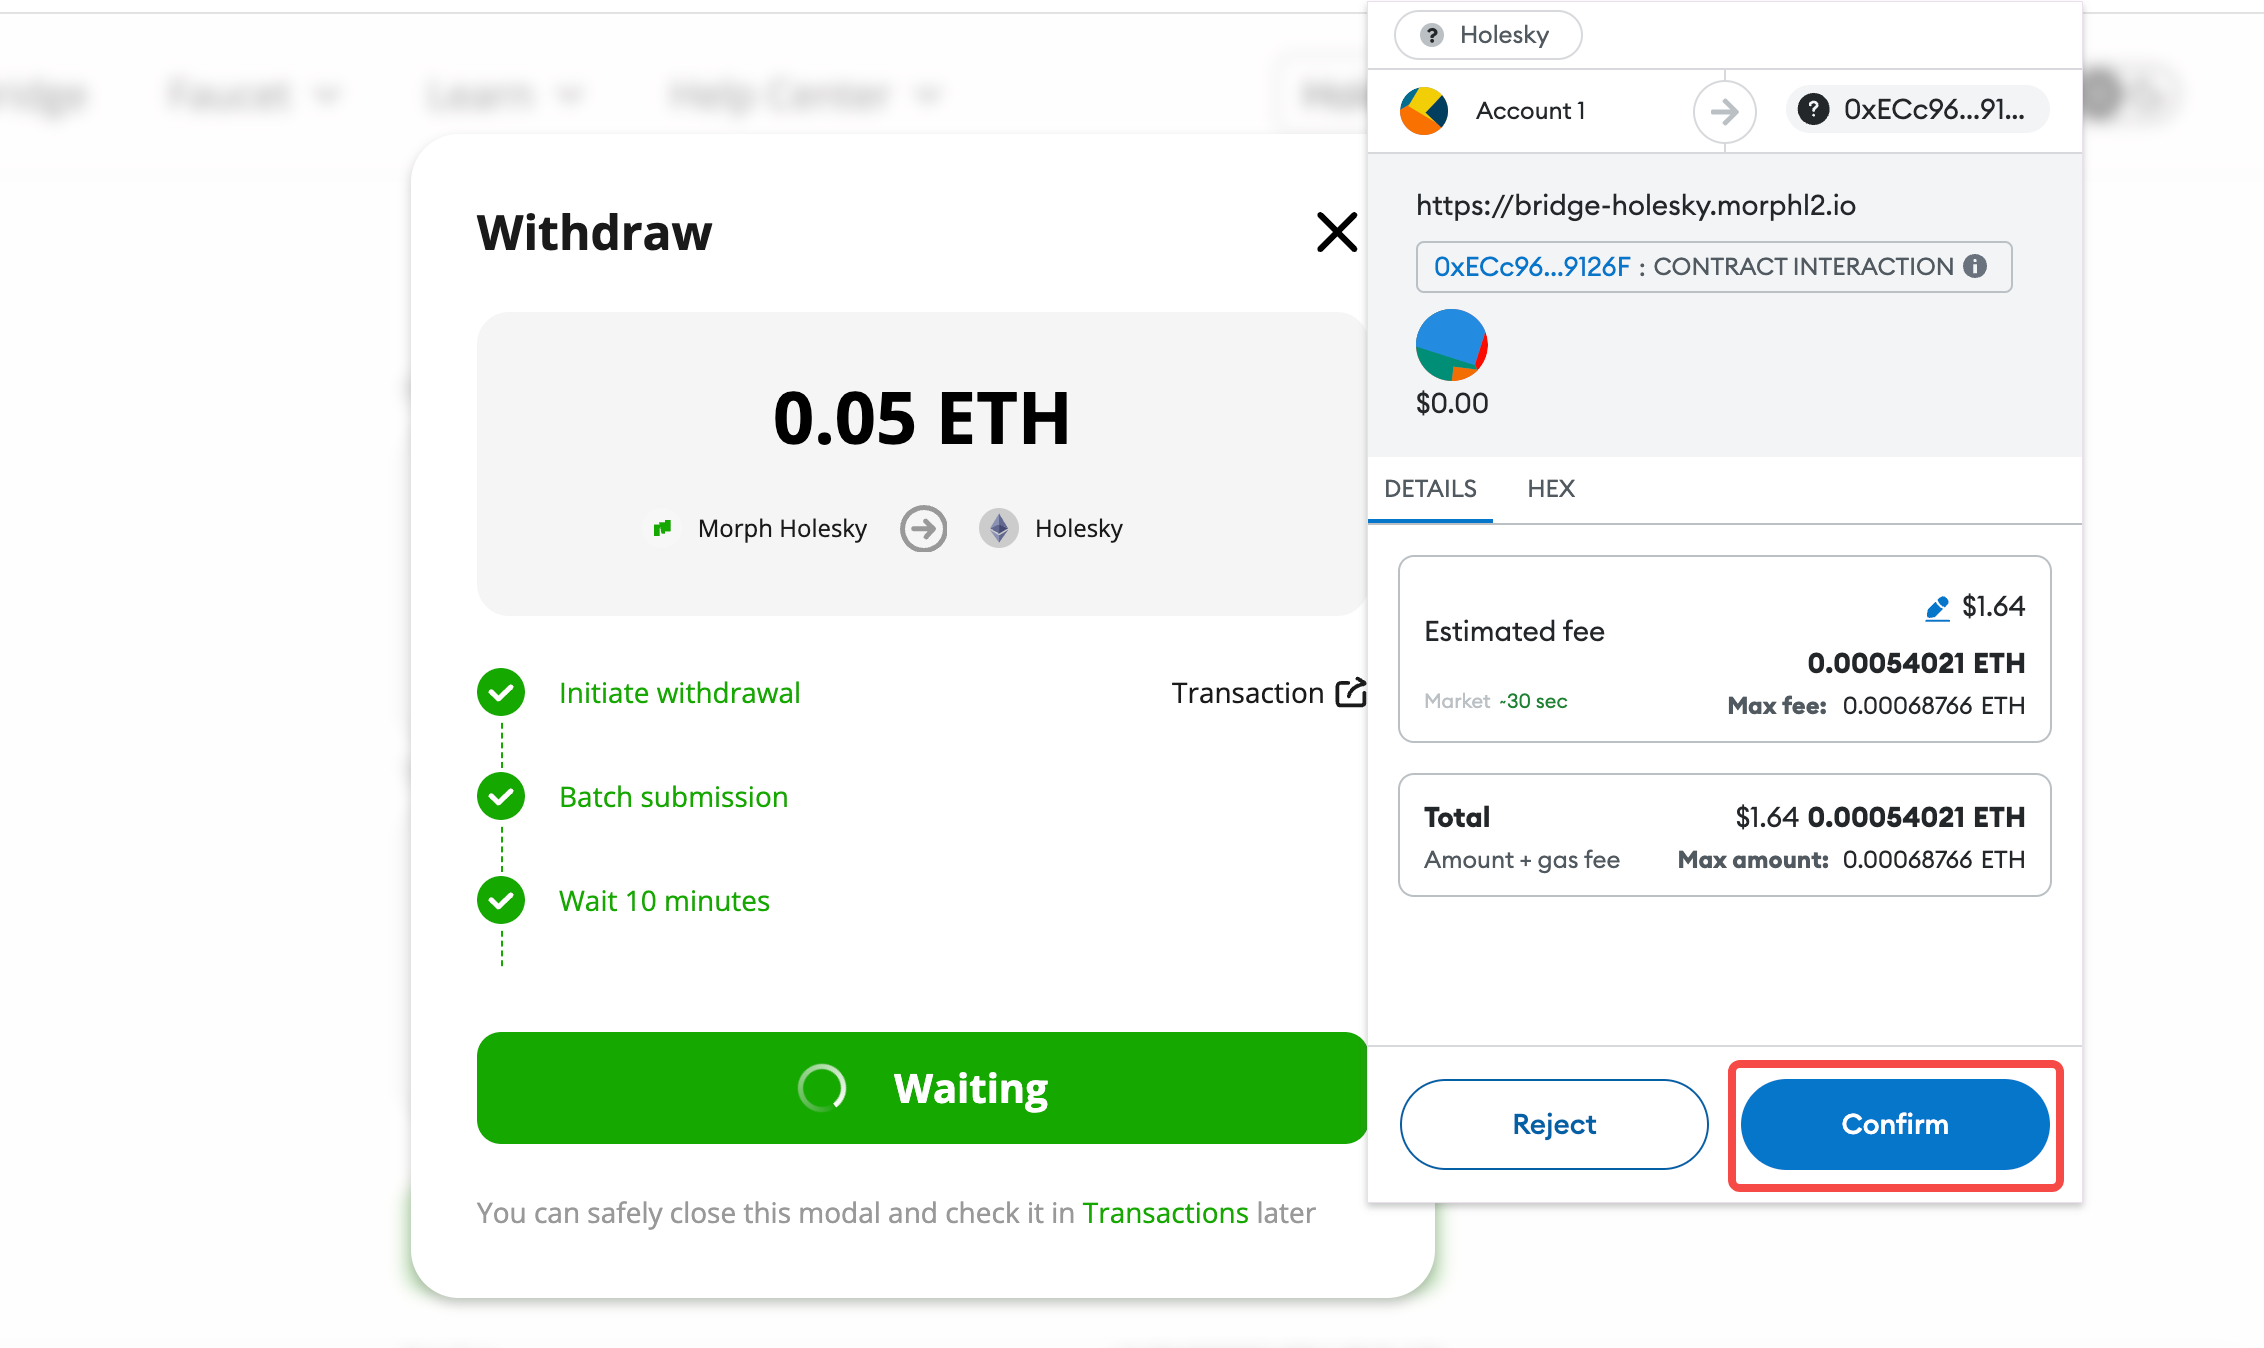 Faucet
Learn
Help Center
Withdraw
0.05 ETH
Morph Holesky
Holesky
Initiate withdrawal
Transaction
Batch submission
Wait 10 minutes
Waiting
You can safely close this modal and check it in Transactions later
? Holesky
Account 1
? 0xECc96...91...
https://bridge-holesky.morphl2.io
0xECc96...9126F : CONTRACT INTERACTION
$0.00
DETAILS HEX
$1.64
Estimated fee
0.00054021 ETH
Market ~30 sec Max fee: 0.00068766 ETH
Total $1.64 0.00054021 ETH
Amount + gas fee Max amount: 0.00068766 ETH
Reject Confirm